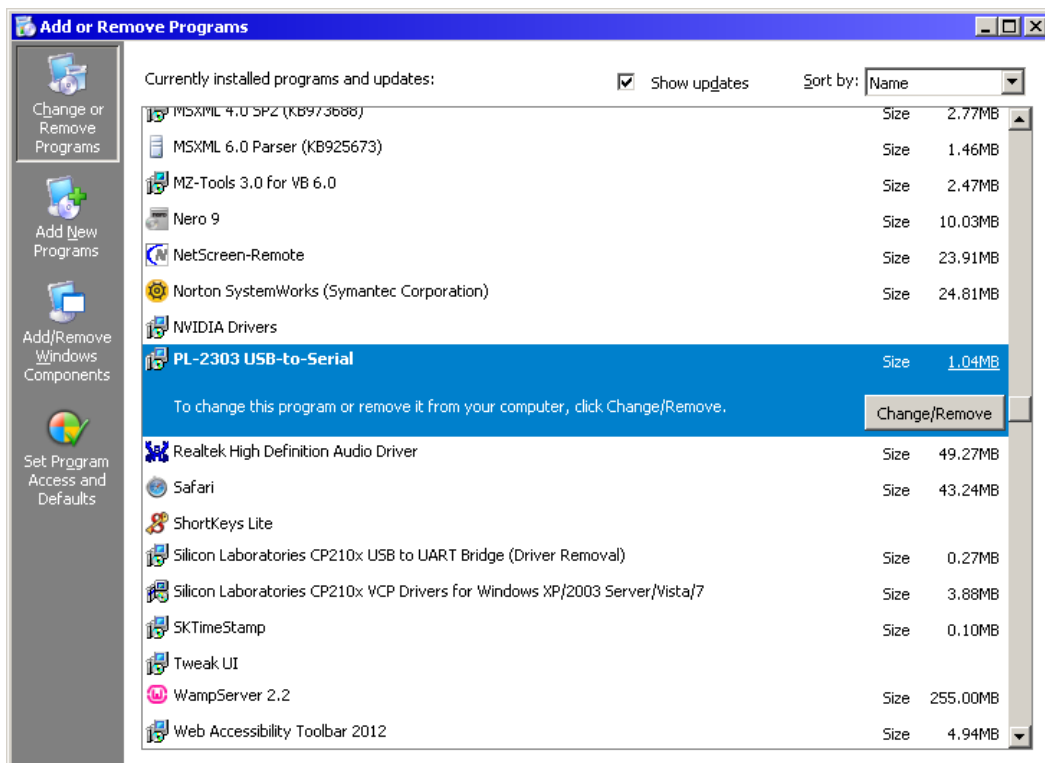 Add or Remove Programs
Change or
Remove
Programs
Add New
Programs
Add/Remove
Windows
Components
Set Program
Access and
Defaults
Currently installed programs and updates:
Show updates
Sort by: Name
MSXML 4.0 SP2 (KB973688) Size 2.77MB
MSXML 6.0 Parser (KB925673) Size 1.46MB
MZ-Tools 3.0 for VB 6.0 Size 2.47MB
Nero 9 Size 10.03MB
NetScreen-Remote Size 23.91MB
Norton SystemWorks (Symantec Corporation) Size 24.81MB
NVIDIA Drivers
PL-2303 USB-to-Serial Size 1.04MB
To change this program or remove it from your computer, click Change/Remove. Change/Remove
Realtek High Definition Audio Driver Size 49.27MB
Safari Size 43.24MB
ShortKeys Lite
Silicon Laboratories CP210x USB to UART Bridge (Driver Removal) Size 0.27MB
Silicon Laboratories CP210x VCP Drivers for Windows XP/2003 Server/Vista/7 Size 3.88MB
SKTimeStamp Size 0.10MB
Tweak UI
WampServer 2.2 Size 255.00MB
Web Accessibility Toolbar 2012 Size 4.94MB